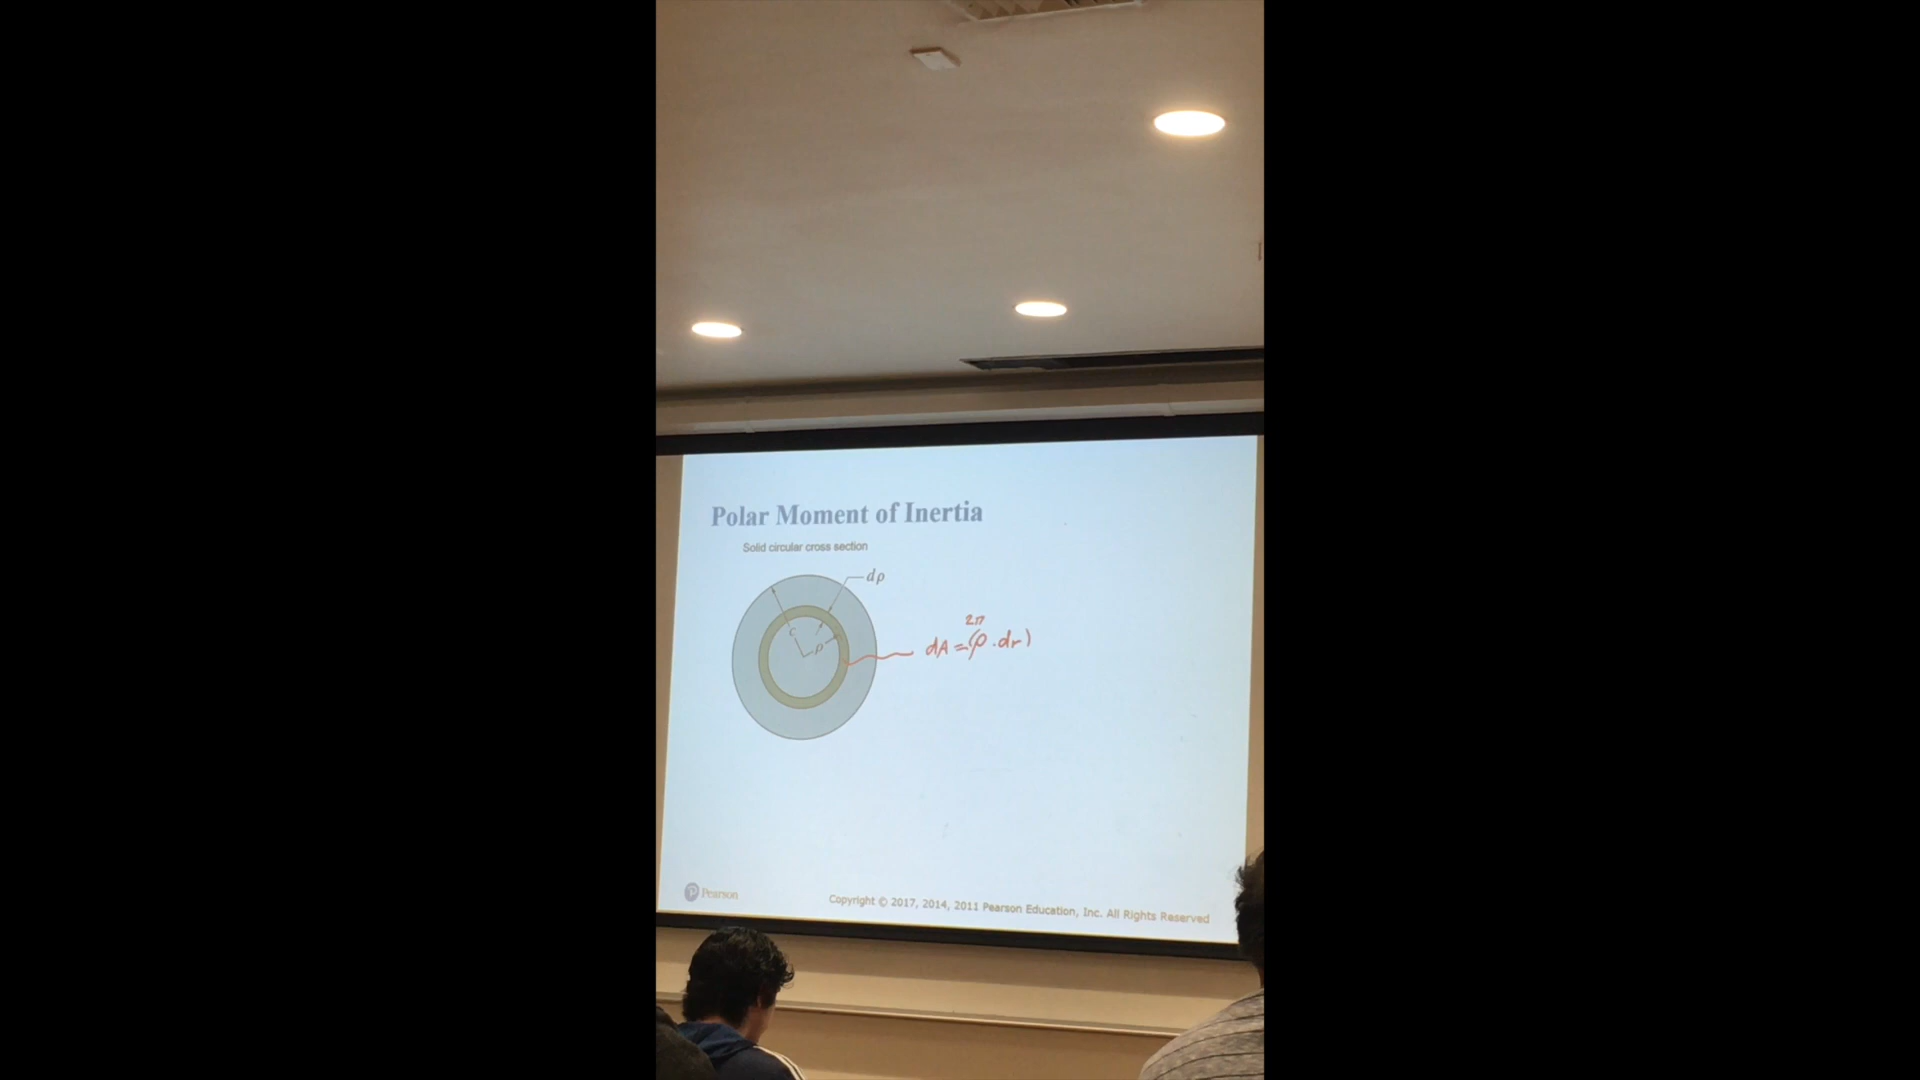 Polar Moment of Inertia
Solid circular cross section
dρ
c
ρ
2π
dA = (ρ . dr)
Pearson
Copyright © 2017, 2014, 2011 Pearson Education, Inc. All Rights Reserved